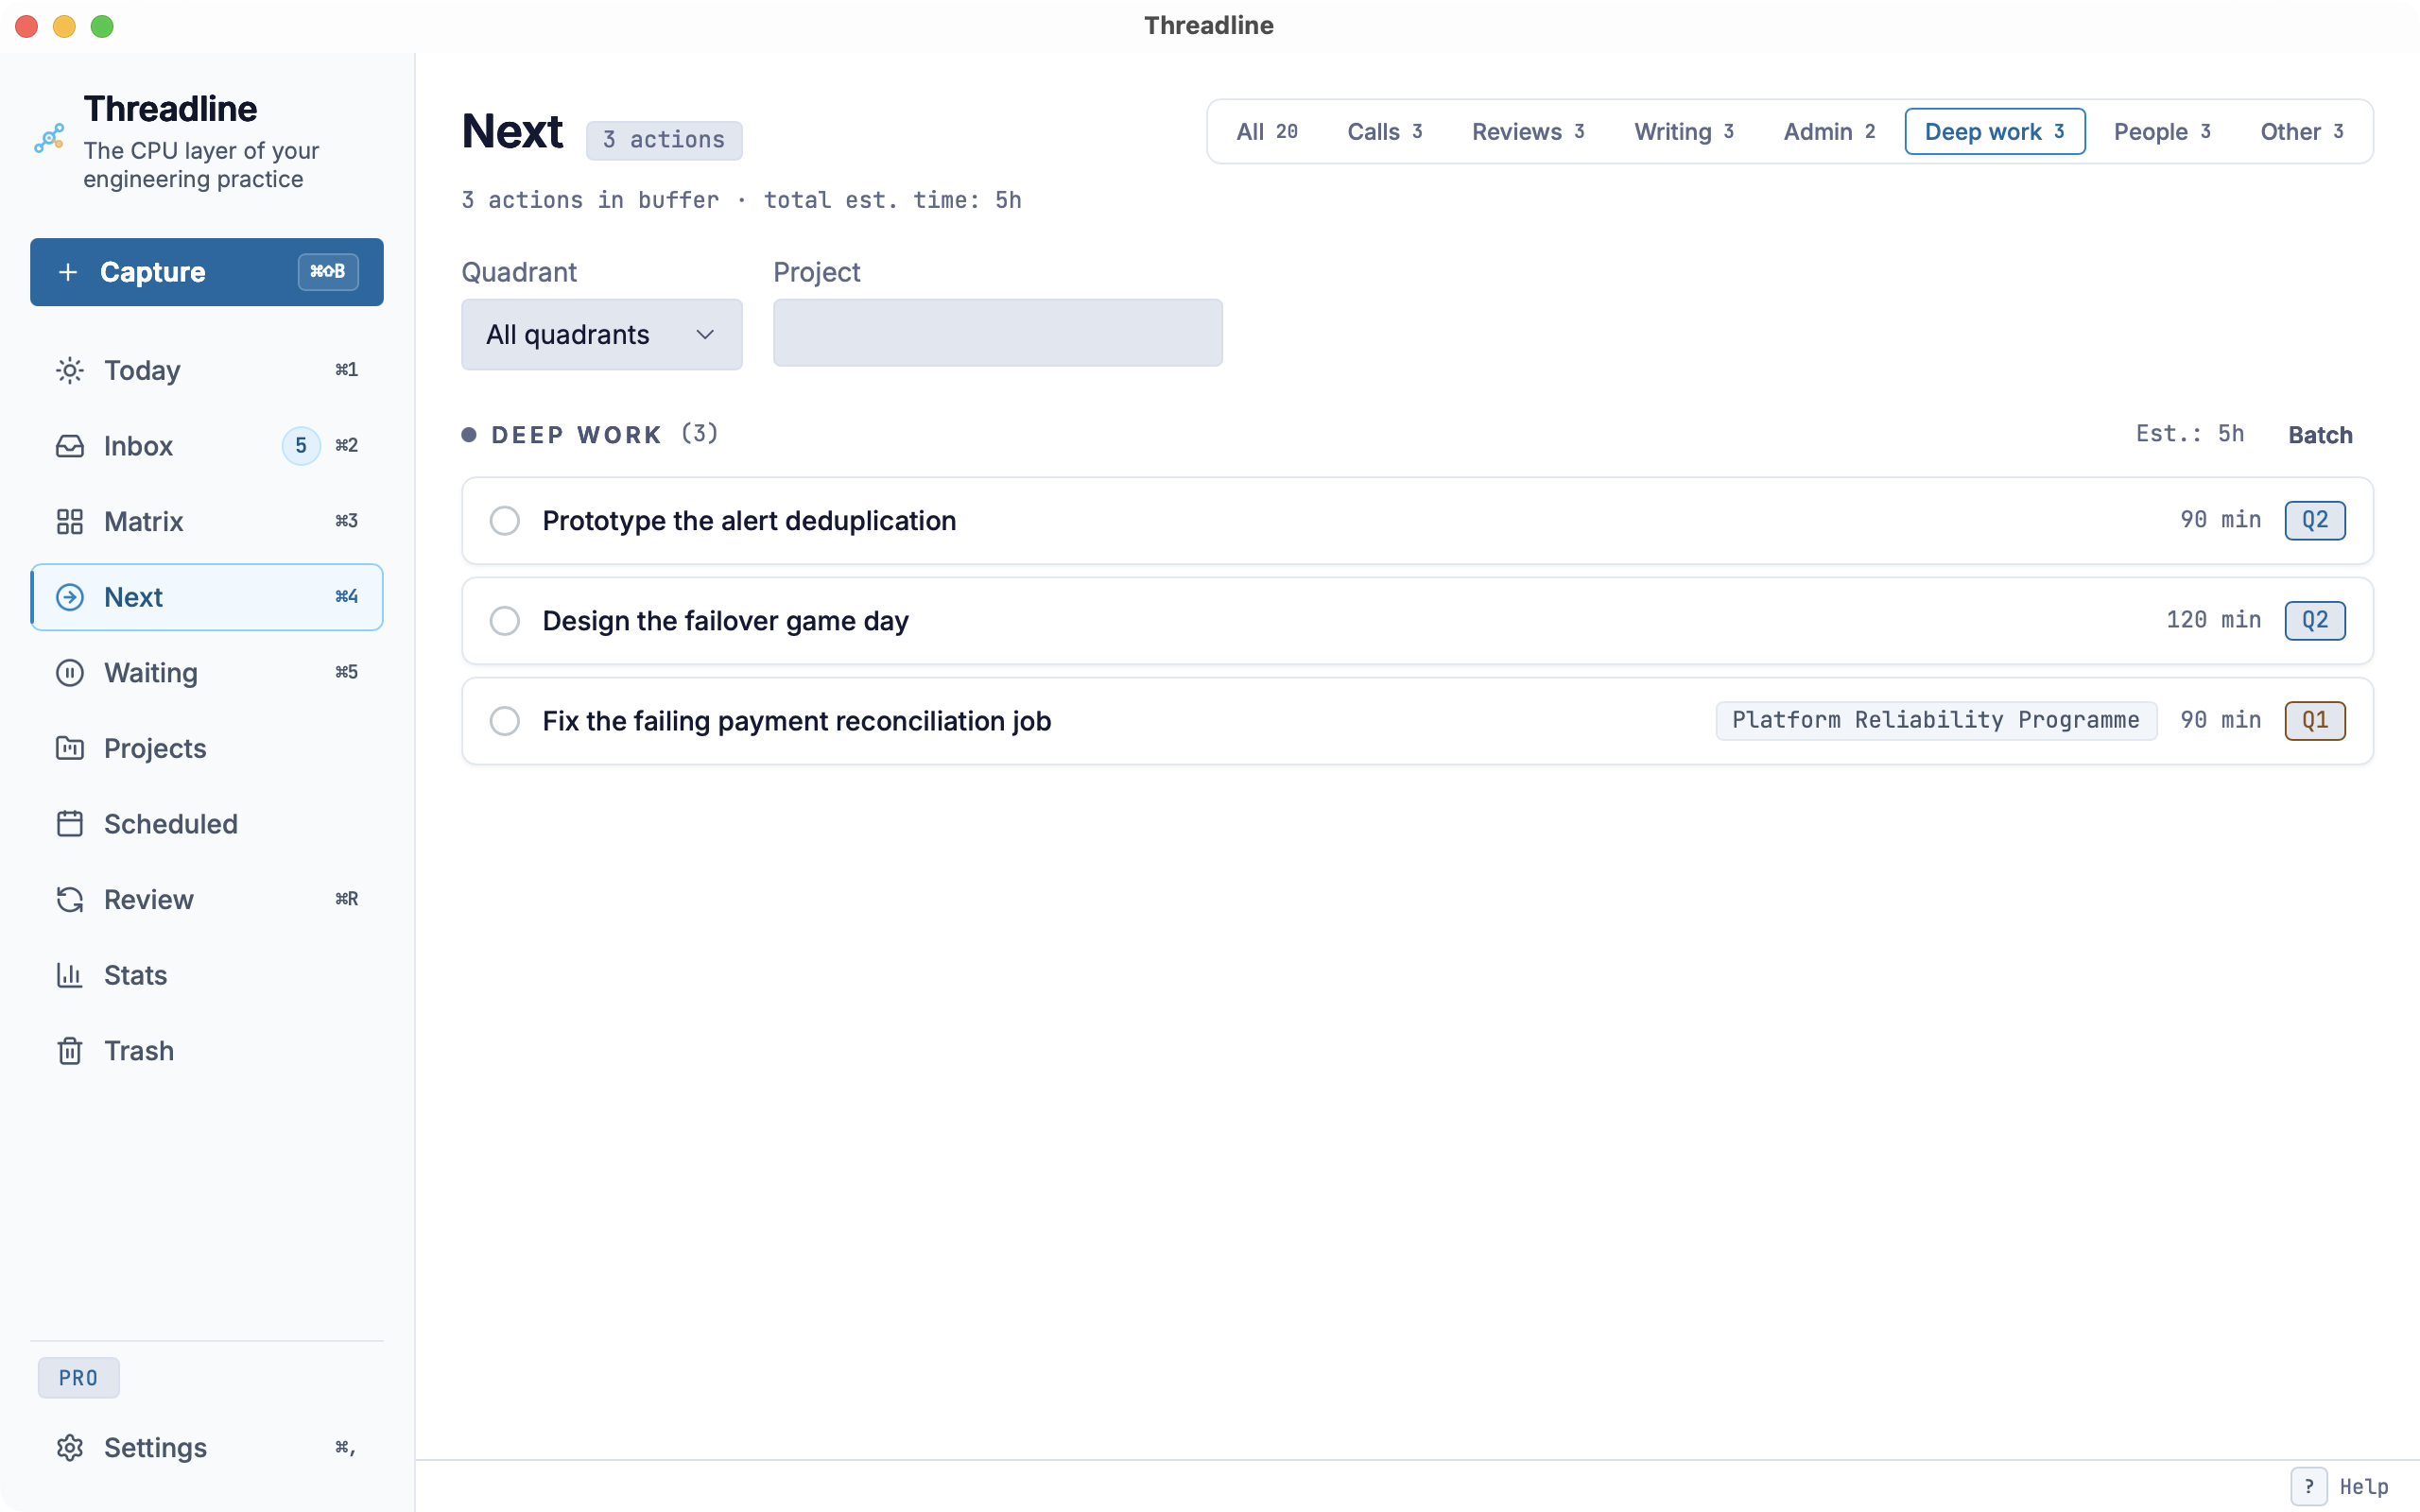 Threadline
Threadline
The CPU layer of your
engineering practice
Capture ⌘⇧B
Today ⌘1
Inbox 5 ⌘2
Matrix ⌘3
Next ⌘4
Waiting ⌘5
Projects
Scheduled
Review ⌘R
Stats
Trash
PRO
Settings ⌘,
Next 3 actions
All 20 Calls 3 Reviews 3 Writing 3 Admin 2 Deep work 3 People 3 Other 3
3 actions in buffer · total est. time: 5h
Quadrant Project
All quadrants
DEEP WORK (3) Est.: 5h Batch
Prototype the alert deduplication 90 min Q2
Design the failover game day 120 min Q2
Fix the failing payment reconciliation job Platform Reliability Programme 90 min Q1
? Help